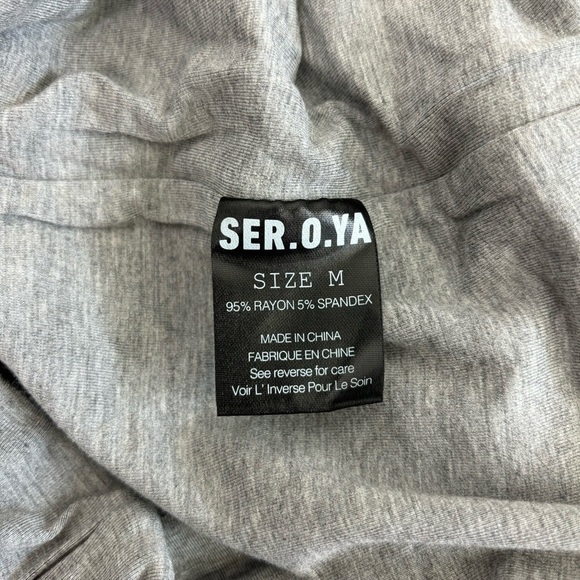 SER.O.YA
SIZE M
95% RAYON 5% SPANDEX
MADE IN CHINA
FABRIQUE EN CHINE
See reverse for care
Voir L' Inverse Pour Le Soin